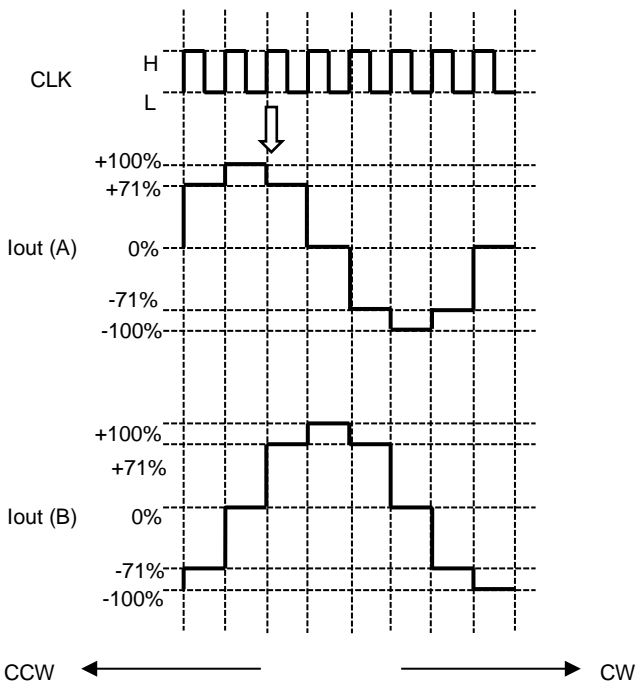 CLK
H
L
+100%
+71%
Iout (A)
0%
-71%
-100%
+100%
+71%
Iout (B)
0%
-71%
-100%
CCW
CW